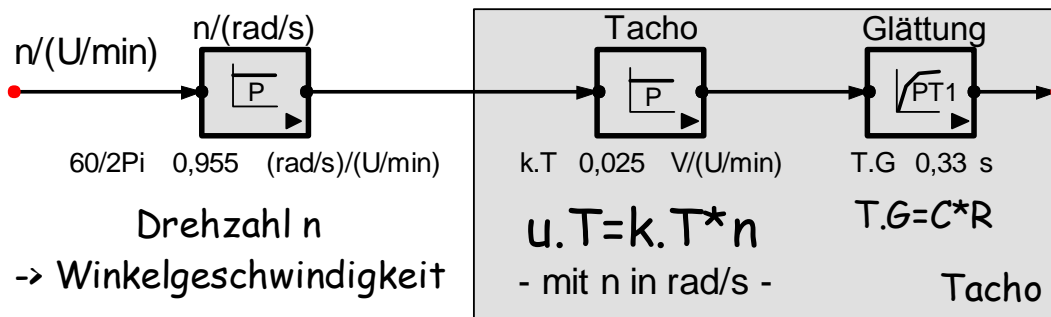 n/(U/min)
n/(rad/s)
P
60/2Pi 0,955 (rad/s)/(U/min)
Drehzahl n
-> Winkelgeschwindigkeit
Tacho
P
k.T 0,025 V/(U/min)
u.T=k.T*n
- mit n in rad/s -
Glättung
PT1
T.G 0,33 s
T.G=C*R
Tacho